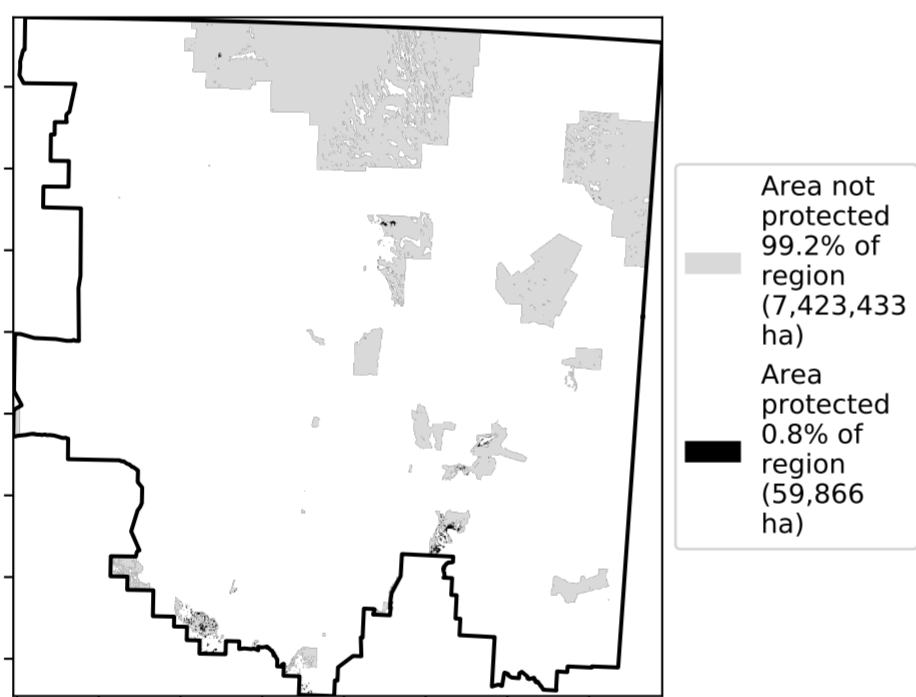 Area not
protected
99.2% of
region
(7,423,433
ha)
Area
protected
0.8% of
region
(59,866
ha)